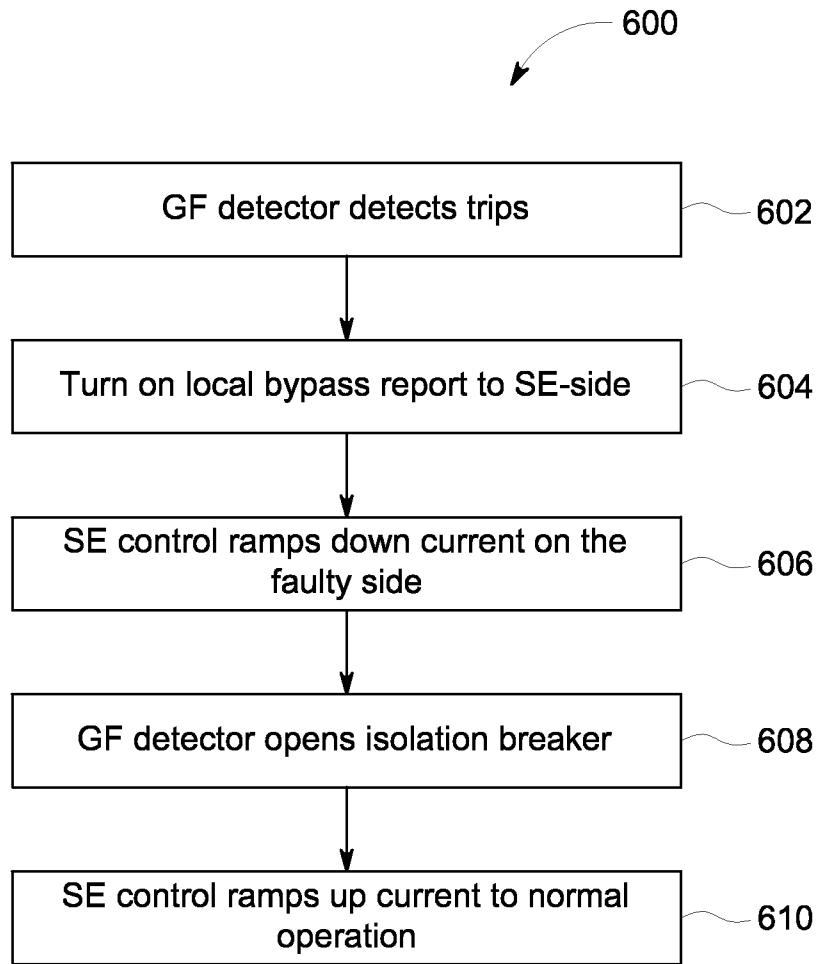 600
GF detector detects trips
602
Turn on local bypass report to SE-side
604
SE control ramps down current on the
faulty side
606
GF detector opens isolation breaker
608
SE control ramps up current to normal
operation
610